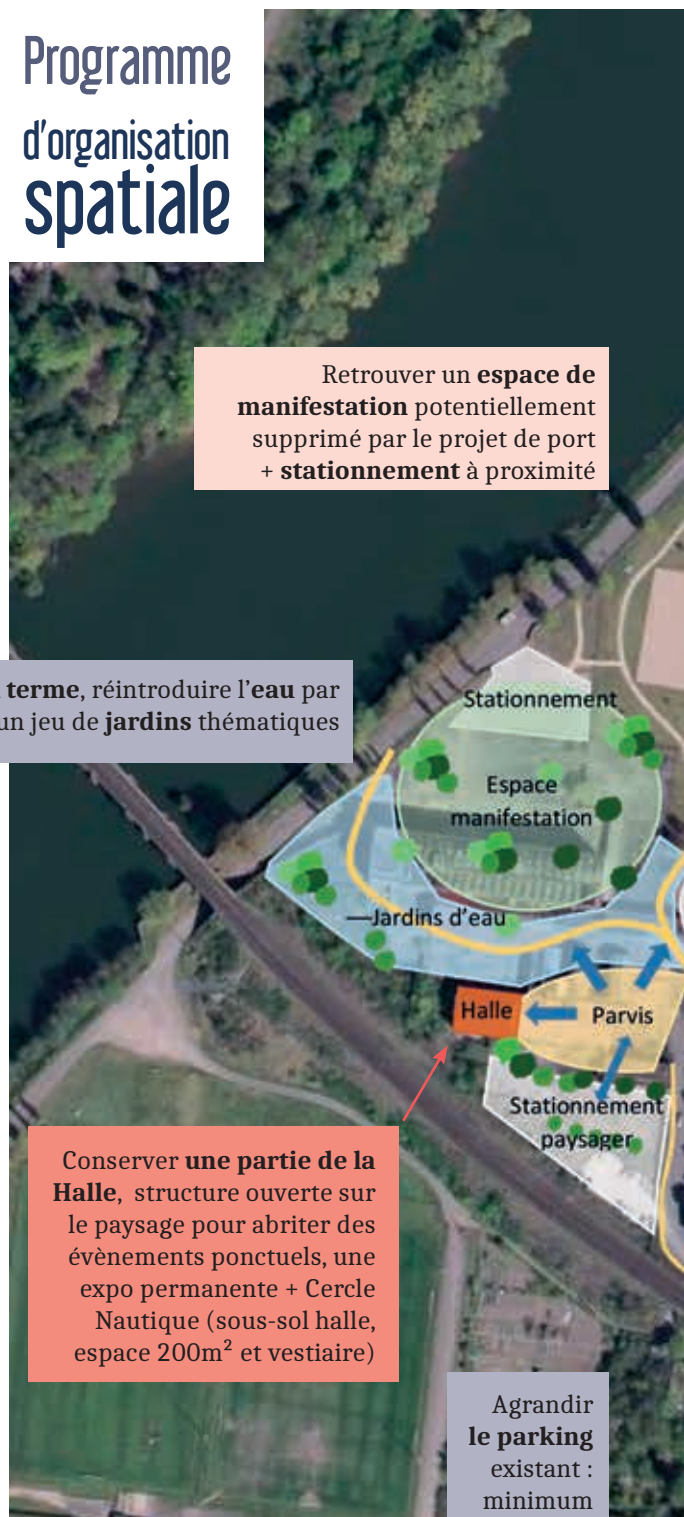 Programme
d'organisation
spatiale
Retrouver un espace de
manifestation potentiellement
supprimé par le projet de port
+ stationnement à proximité
terme, réintroduire l'eau par
un jeu de jardins thématiques
Stationnement
Espace
manifestation
Jardins d'eau
Halle
Parvis
Stationnement
paysager
Conserver une partie de la
Halle, structure ouverte sur
le paysage pour abriter des
évènements ponctuels, une
expo permanente + Cercle
Nautique (sous-sol halle,
espace 200m² et vestiaire)
Agrandir
le parking
existant :
minimum